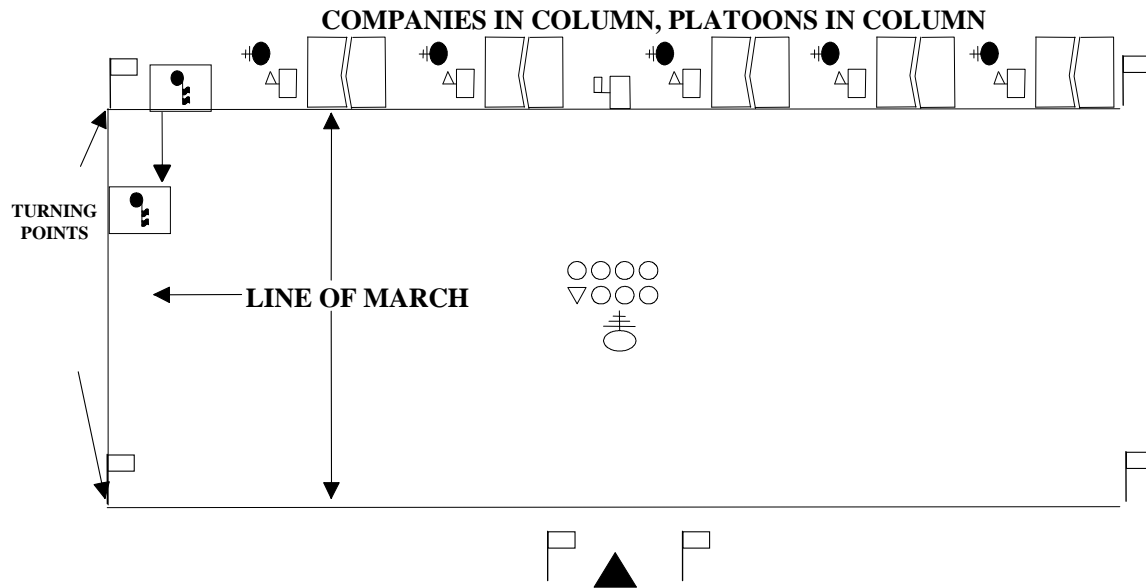 COMPANIES IN COLUMN, PLATOONS IN COLUMN
TURNING
POINTS
LINE OF MARCH